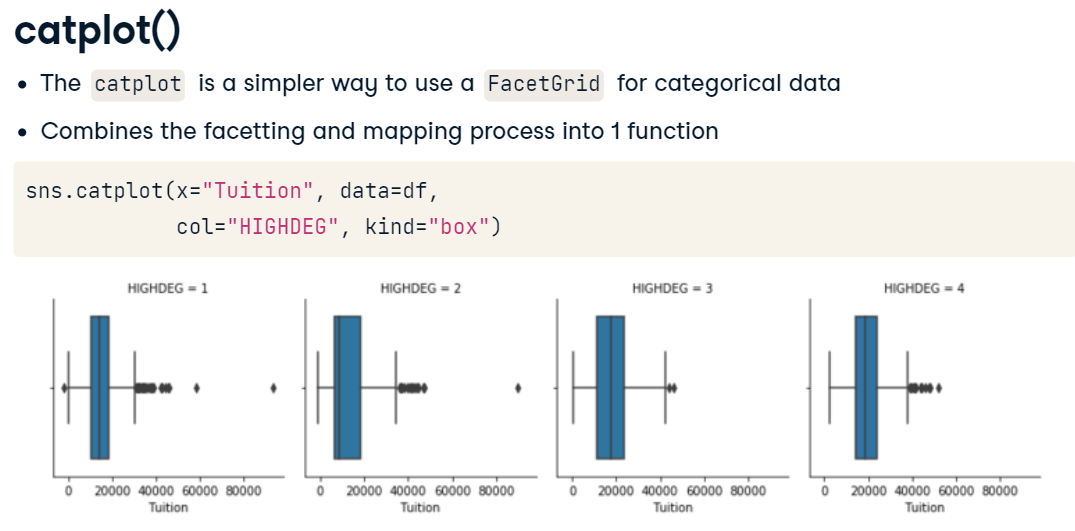 catplot()
• The catplot is a simpler way to use a FacetGrid for categorical data
• Combines the facetting and mapping process into 1 function
sns.catplot(x="Tuition", data=df,
col="HIGHDEG", kind="box")
HIGHDEG = 1 HIGHDEG = 2 HIGHDEG = 3 HIGHDEG = 4
0 20000 40000 60000 80000 0 20000 40000 60000 80000 0 20000 40000 60000 80000 0 20000 40000 60000 80000
Tuition Tuition Tuition Tuition